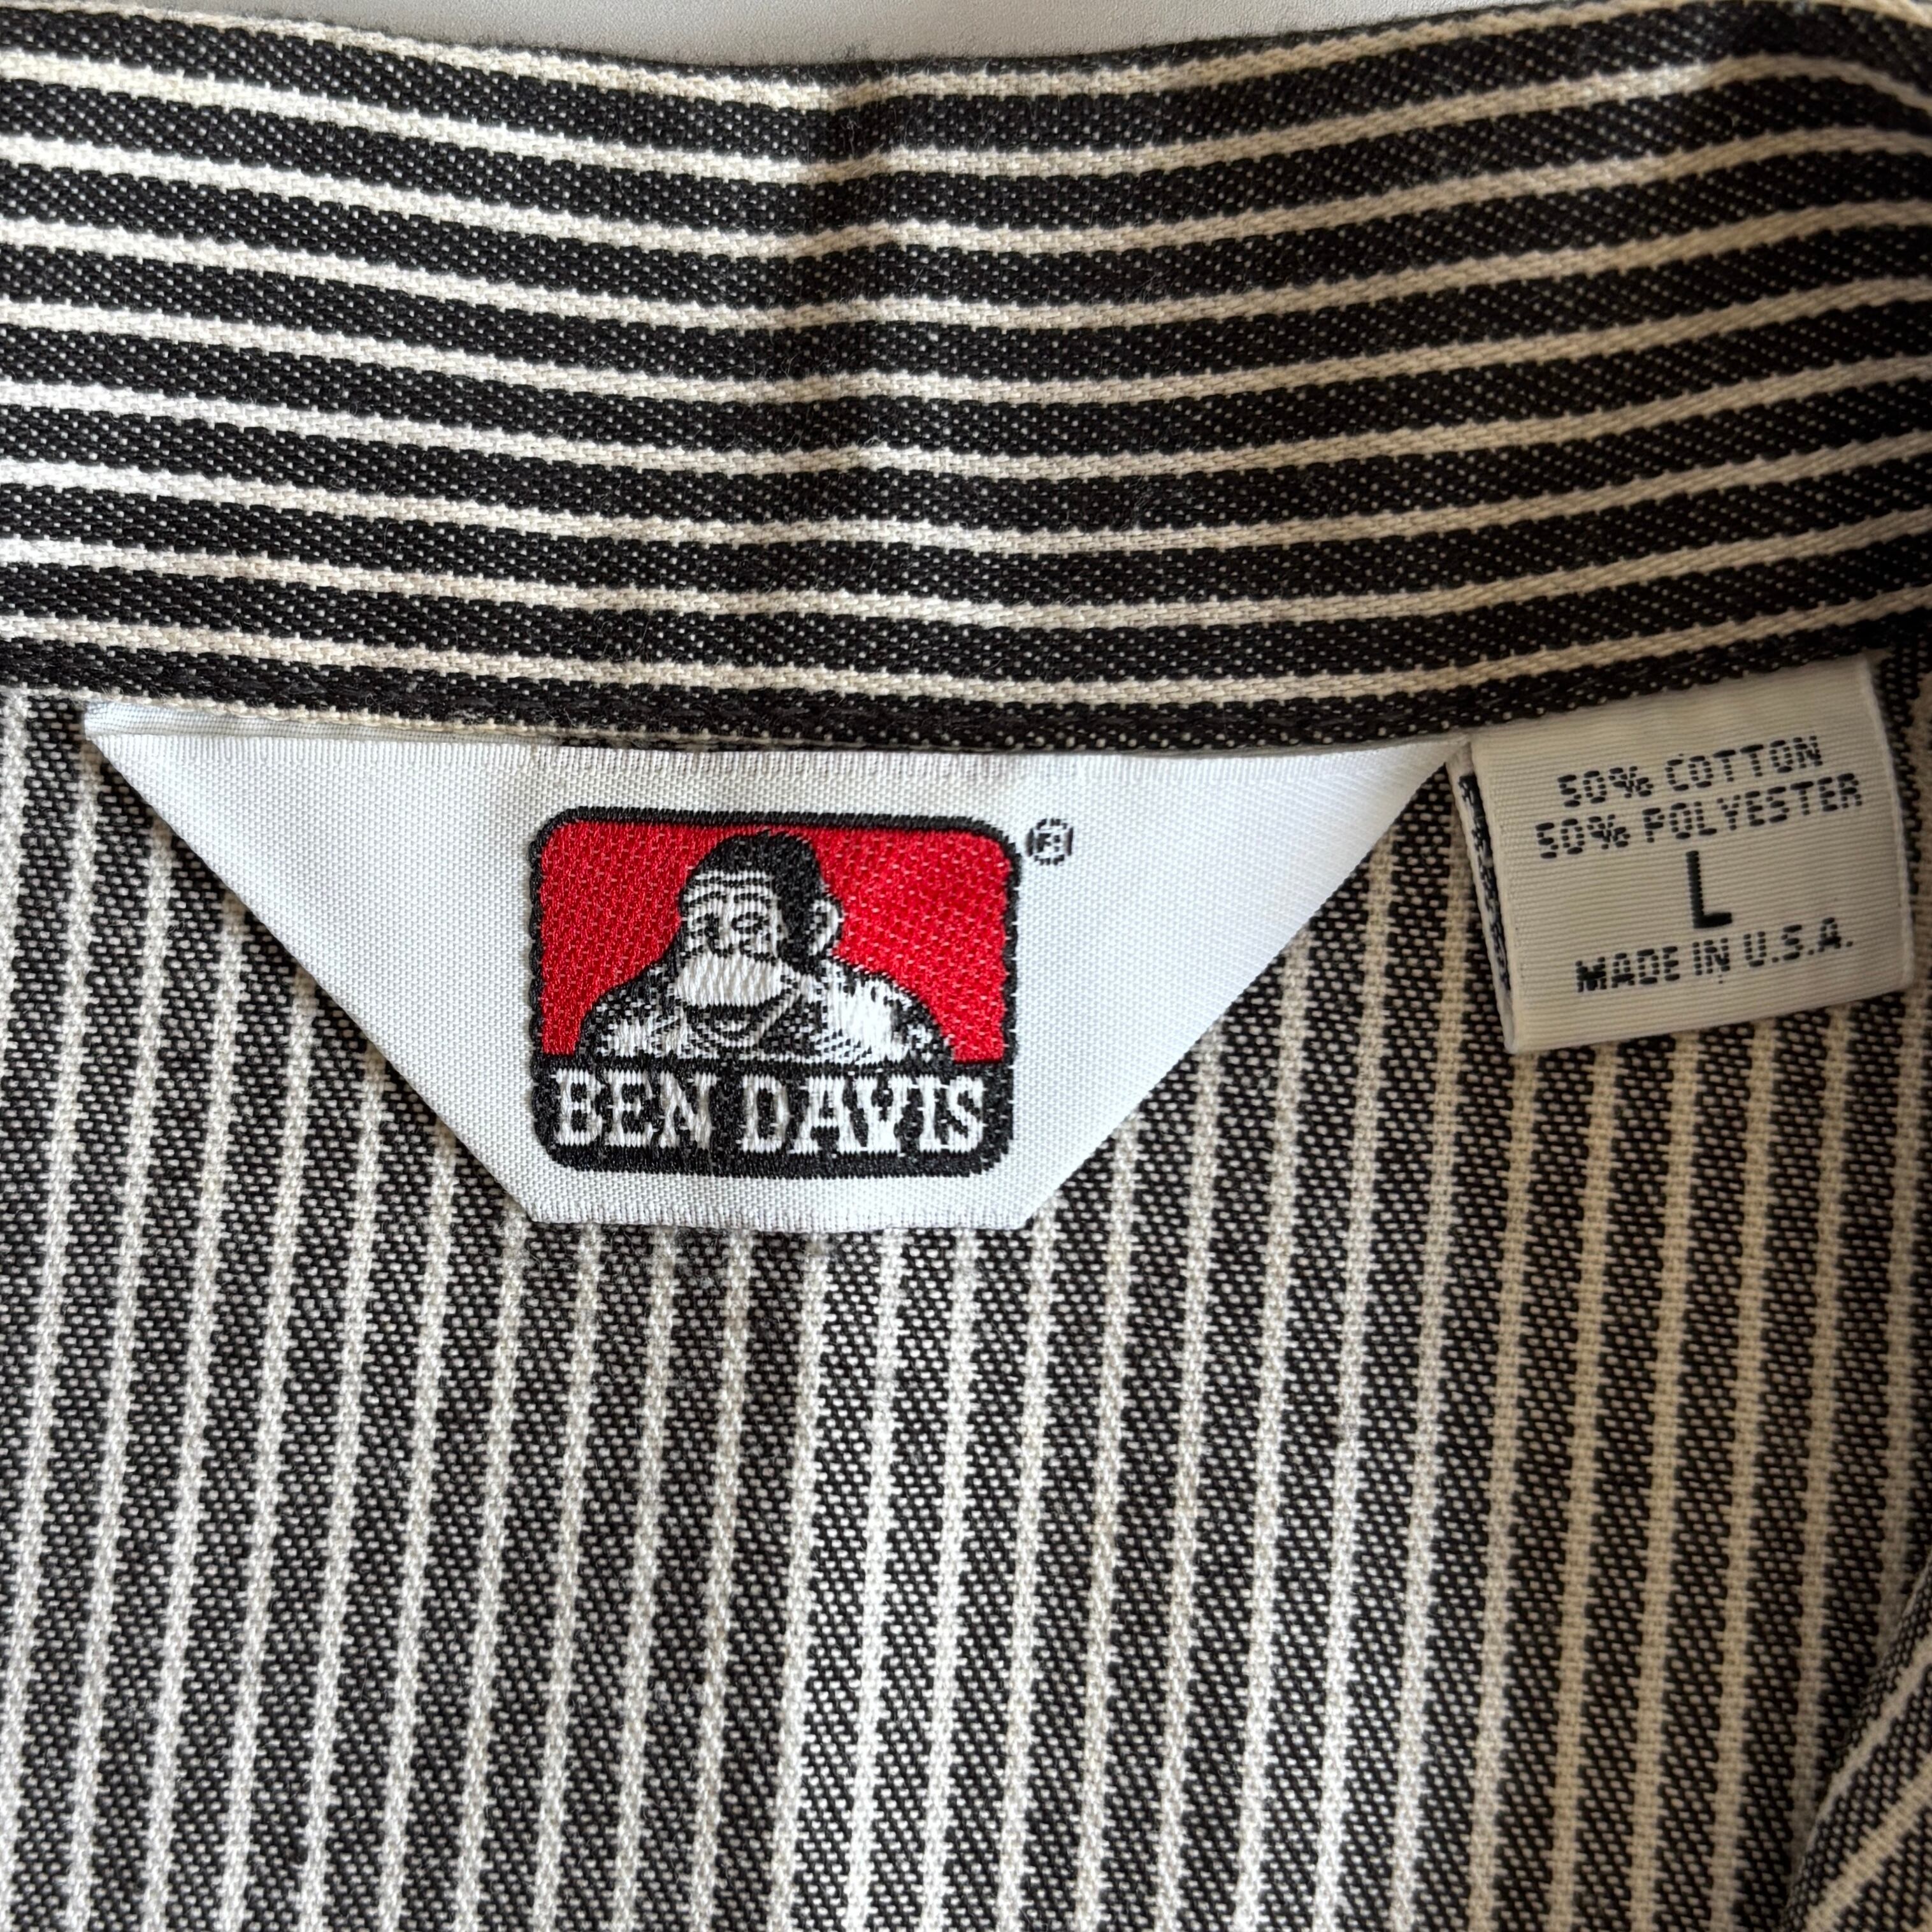 BEN DAVIS
®
50% COTTON
50% POLYESTER
L
MADE IN U.S.A.